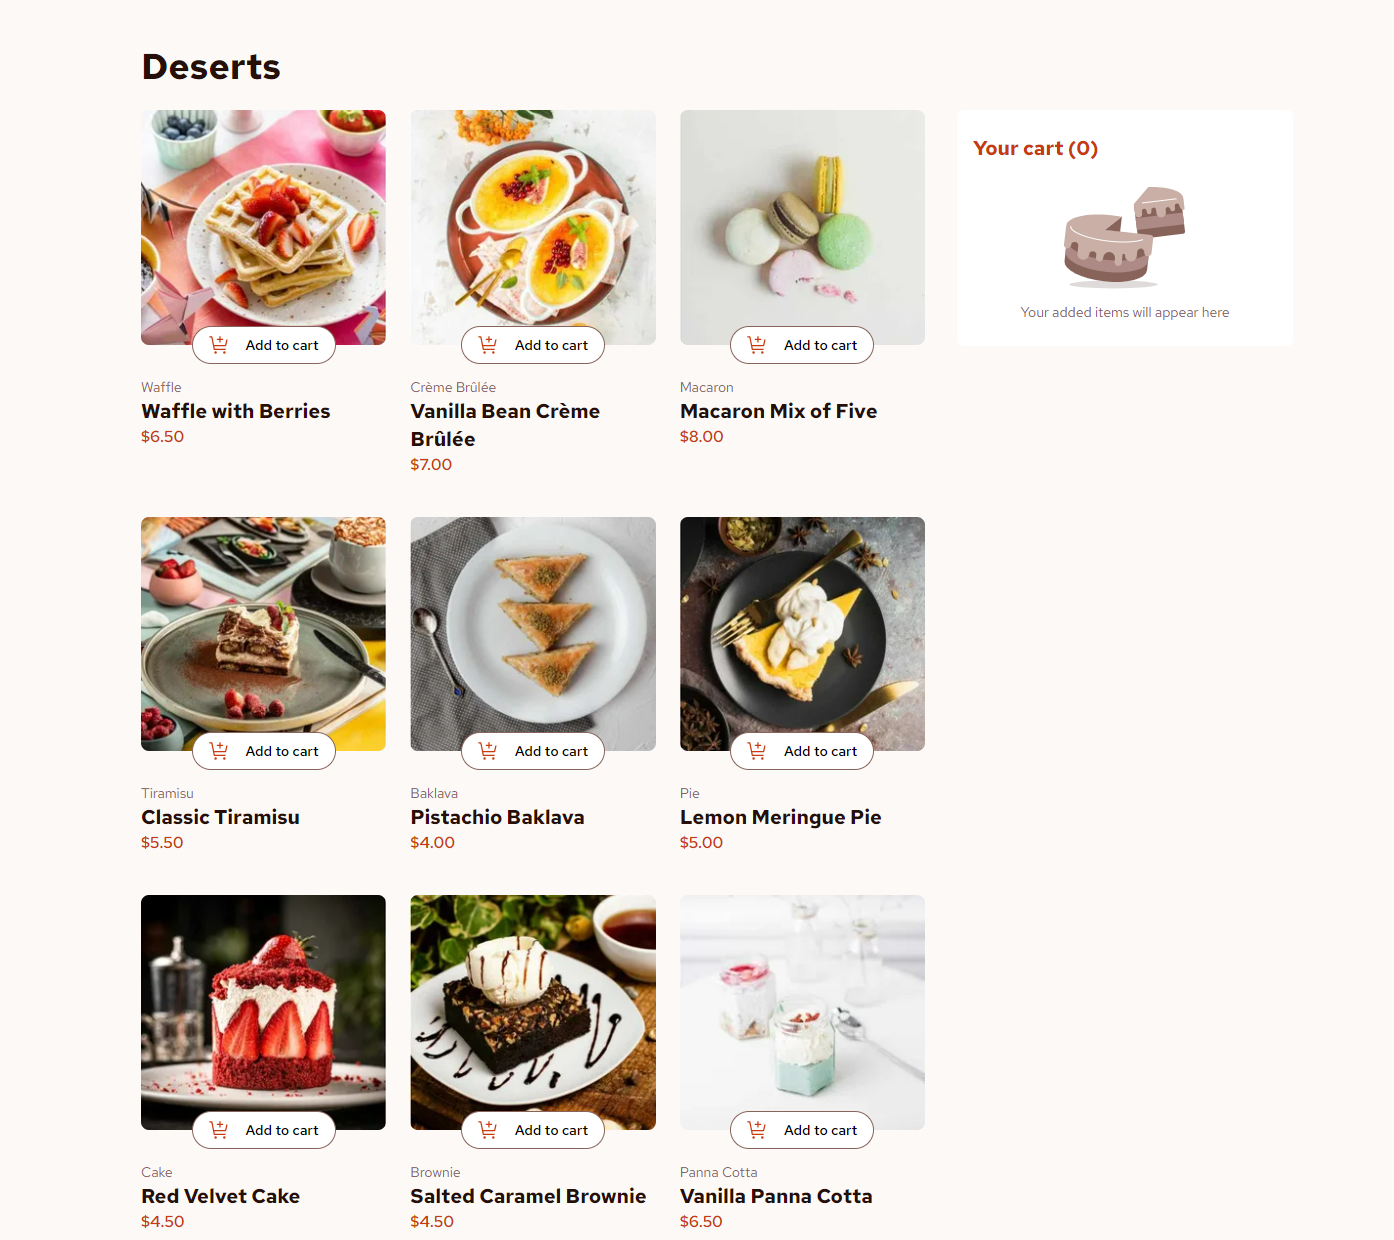 Deserts
Your cart (0)
Your added items will appear here
Add to cart
Add to cart
Add to cart
Waffle
Waffle with Berries
$6.50
Crème Brûlée
Vanilla Bean Crème
Brûlée
$7.00
Macaron
Macaron Mix of Five
$8.00
Add to cart
Add to cart
Add to cart
Tiramisu
Classic Tiramisu
$5.50
Baklava
Pistachio Baklava
$4.00
Pie
Lemon Meringue Pie
$5.00
Add to cart
Add to cart
Add to cart
Cake
Red Velvet Cake
$4.50
Brownie
Salted Caramel Brownie
$4.50
Panna Cotta
Vanilla Panna Cotta
$6.50